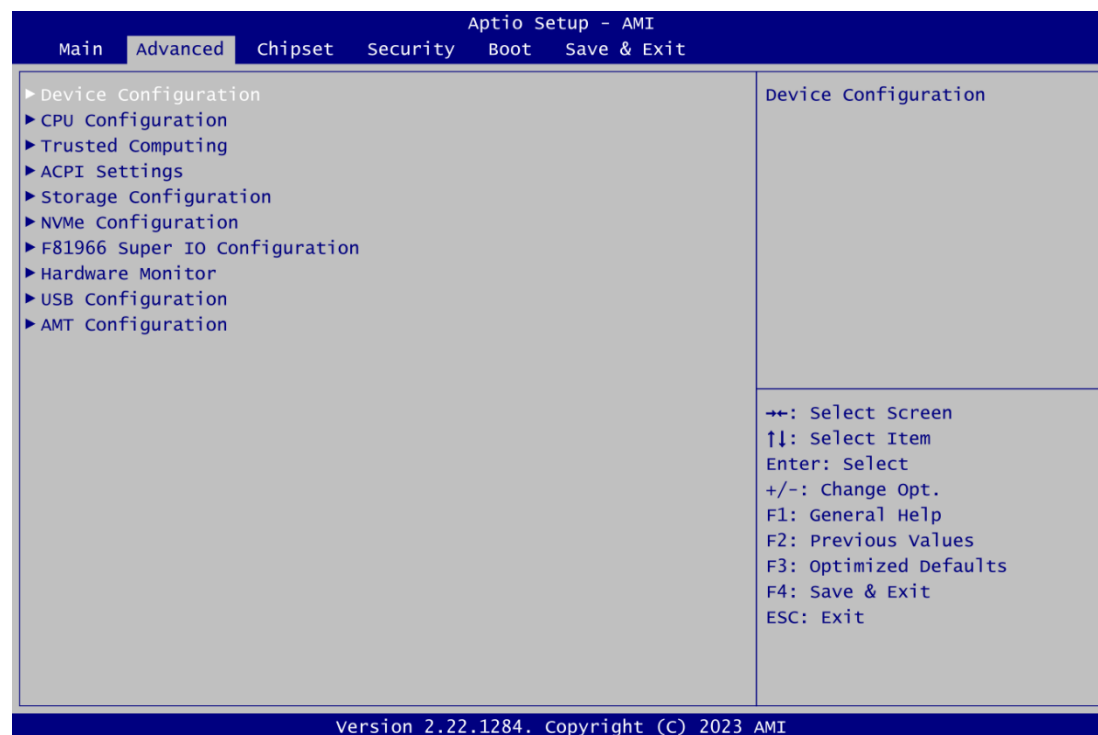 Aptio Setup - AMI
Main Advanced Chipset Security Boot Save & Exit
▶Device Configuration
▶CPU Configuration
▶Trusted Computing
▶ACPI Settings
▶Storage Configuration
▶NVMe Configuration
▶F81966 Super IO Configuration
▶Hardware Monitor
▶USB Configuration
▶AMT Configuration
Device Configuration
→←: Select Screen
↑↓: Select Item
Enter: Select
+/-: Change Opt.
F1: General Help
F2: Previous Values
F3: Optimized Defaults
F4: Save & Exit
ESC: Exit
Version 2.22.1284. Copyright (C) 2023 AMI